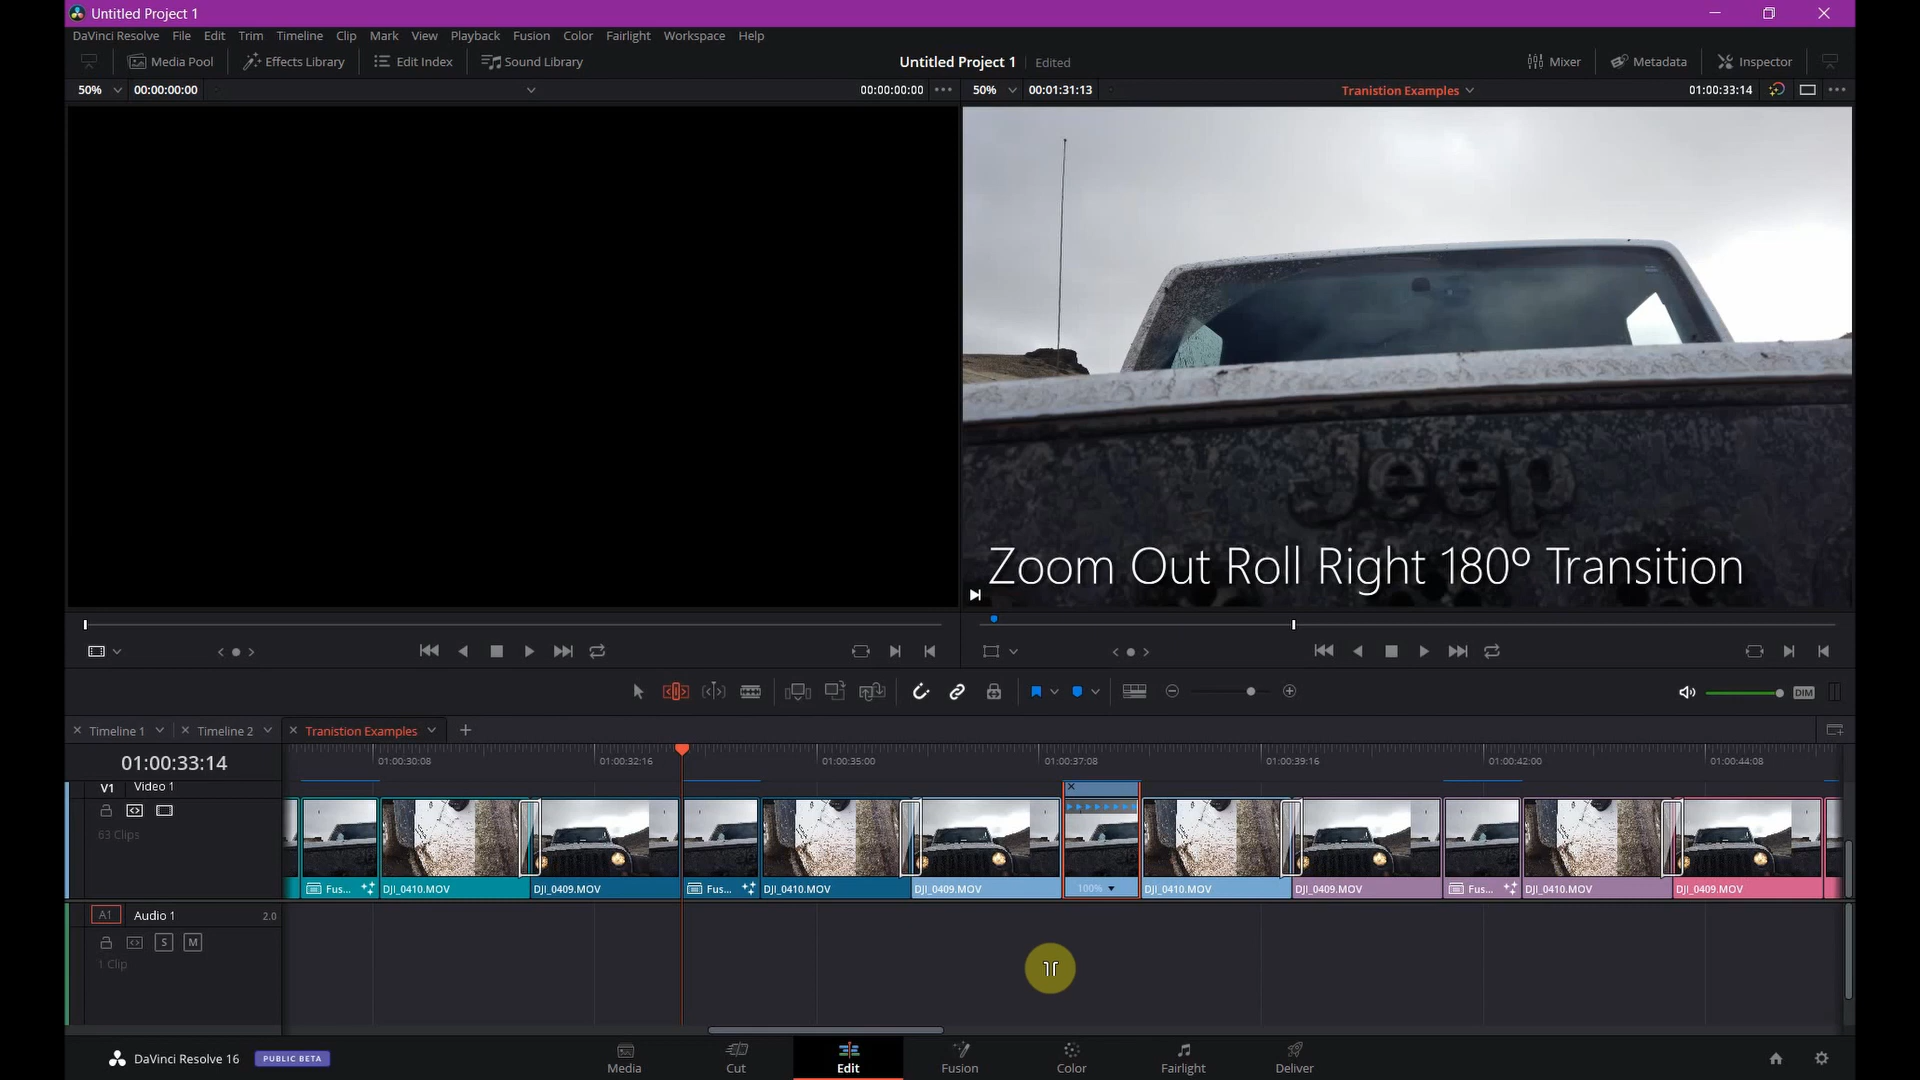 Untitled Project 1
DaVinci Resolve File Edit Trim Timeline Clip Mark View Playback Fusion Color Fairlight Workspace Help
Media Pool Effects Library Edit Index Sound Library Untitled Project 1 Edited Mixer Metadata Inspector
50% 00:00:00:00 00:00:00:00 50% 00:01:31:13 Tranistion Examples 01:00:33:14
Jeep
Zoom Out Roll Right 180º Transition
DIM
Timeline 1 Timeline 2 Tranistion Examples
01:00:33:14 01:00:30:08 01:00:32:16 01:00:35:00 01:00:37:08 01:00:39:16 01:00:42:00 01:00:44:08
V1 Video 1
63 Clips
Fus... DJI_0410.MOV DJI_0409.MOV Fus... DJI_0410.MOV DJI_0409.MOV 100% DJI_0410.MOV DJI_0409.MOV Fus... DJI_0410.MOV DJI_0409.MOV
A1 Audio 1 2.0
S M
1 Clip
DaVinci Resolve 16 PUBLIC BETA Media Cut Edit Fusion Color Fairlight Deliver